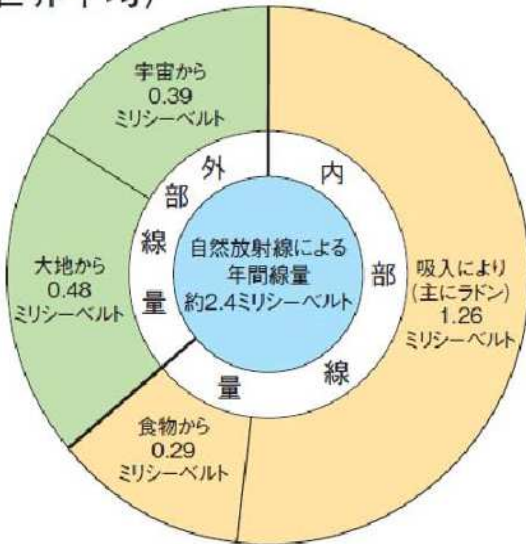 宇宙から
0.39
ミリシーベルト
外部線量
大地から
0.48
ミリシーベルト
自然放射線による
年間線量
約2.4ミリシーベルト
内部線量
吸入により
(主にラドン)
1.26
ミリシーベルト
食物から
0.29
ミリシーベルト